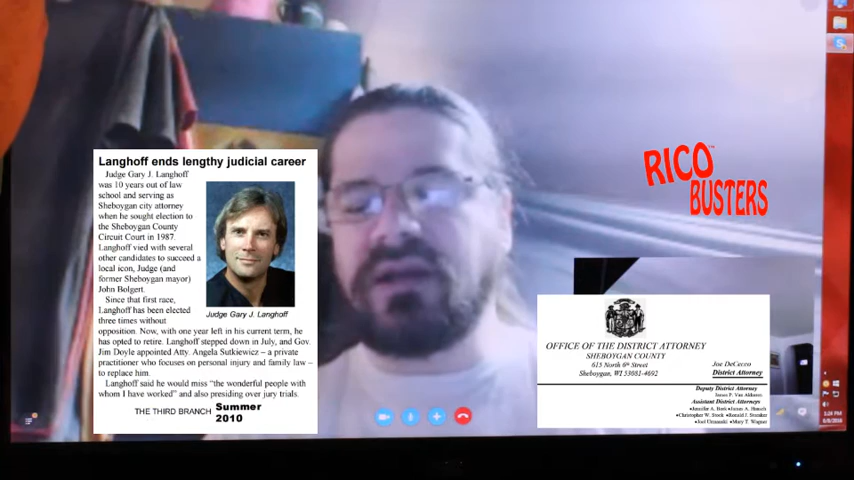 Langhoff ends lengthy judicial career
Judge Gary J. Langhoff
was 10 years out of law
school and serving as
Sheboygan city attorney
when he sought election to
the Sheboygan County
Circuit Court in 1987.
Langhoff vied with several
other candidates to succeed a
local icon, Judge (and
former Sheboygan mayor)
John Bolgert.
Since that first race,
Langhoff has been elected
three times without
opposition. Now, with one year left in his current term, he
has opted to retire. Langhoff stepped down in July, and Gov.
Jim Doyle appointed Atty. Angela Sutkiewicz – a private
practitioner who focuses on personal injury and family law –
to replace him.
Langhoff said he would miss “the wonderful people with
whom I have worked” and also presiding over jury trials.
Judge Gary J. Langhoff
THE THIRD BRANCH Summer
2010
RICO™
BUSTERS
OFFICE OF THE DISTRICT ATTORNEY
SHEBOYGAN COUNTY
615 North 6th Street
Sheboygan, WI 53081-4692
Joe DeCecco
District Attorney
Deputy District Attorney
Assistant District Attorneys